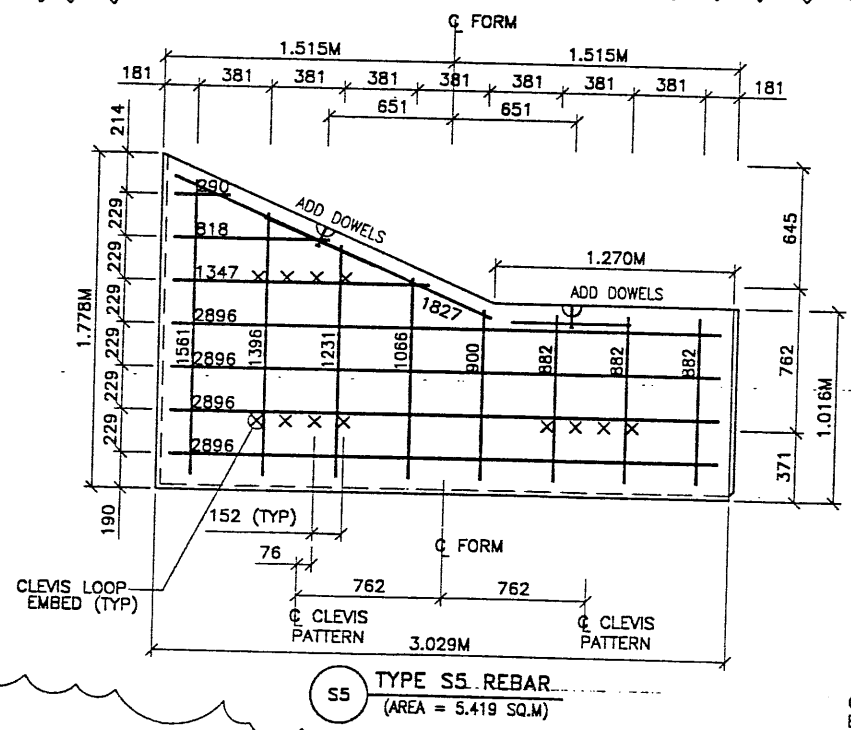 ℄ FORM
1.515M 1.515M
181 381 381 381 381 381 381 381 181
651 651
214
229
229
229
229
229
229
190
1.778M
290
818
1347
2896
2896
2896
2896
ADD DOWELS
1827
1.270M
ADD DOWELS
1561 1396 1231 1066 900 882 882 882
645
762
371
1.016M
152 (TYP)
76
℄ FORM
762 762
CLEVIS LOOP
EMBED (TYP)
℄ CLEVIS
PATTERN
℄ CLEVIS
PATTERN
3.029M
S5
TYPE S5 REBAR
(AREA = 5.419 SQ.M)